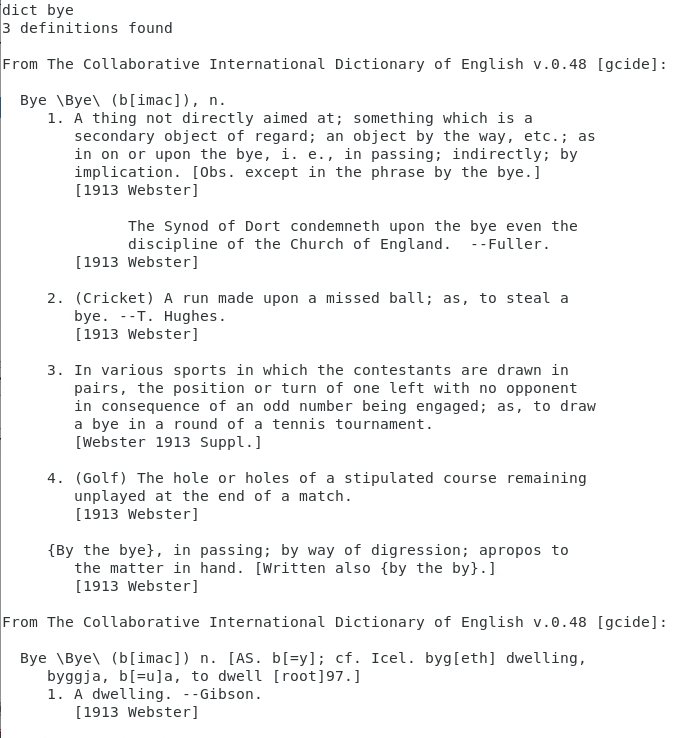 dict bye
3 definitions found
From The Collaborative International Dictionary of English v.0.48 [gcide]:
Bye \Bye\ (b[imac]), n.
1. A thing not directly aimed at; something which is a
secondary object of regard; an object by the way, etc.; as
in on or upon the bye, i. e., in passing; indirectly; by
implication. [Obs. except in the phrase by the bye.]
[1913 Webster]
The Synod of Dort condemneth upon the bye even the
discipline of the Church of England.  --Fuller.
[1913 Webster]
2. (Cricket) A run made upon a missed ball; as, to steal a
bye. --T. Hughes.
[1913 Webster]
3. In various sports in which the contestants are drawn in
pairs, the position or turn of one left with no opponent
in consequence of an odd number being engaged; as, to draw
a bye in a round of a tennis tournament.
[Webster 1913 Suppl.]
4. (Golf) The hole or holes of a stipulated course remaining
unplayed at the end of a match.
[1913 Webster]
{By the bye}, in passing; by way of digression; apropos to
the matter in hand. [Written also {by the by}.]
[1913 Webster]
From The Collaborative International Dictionary of English v.0.48 [gcide]:
Bye \Bye\ (b[imac]) n. [AS. b[=y]; cf. Icel. byg[eth] dwelling,
byggja, b[=u]a, to dwell [root]97.]
1. A dwelling. --Gibson.
[1913 Webster]